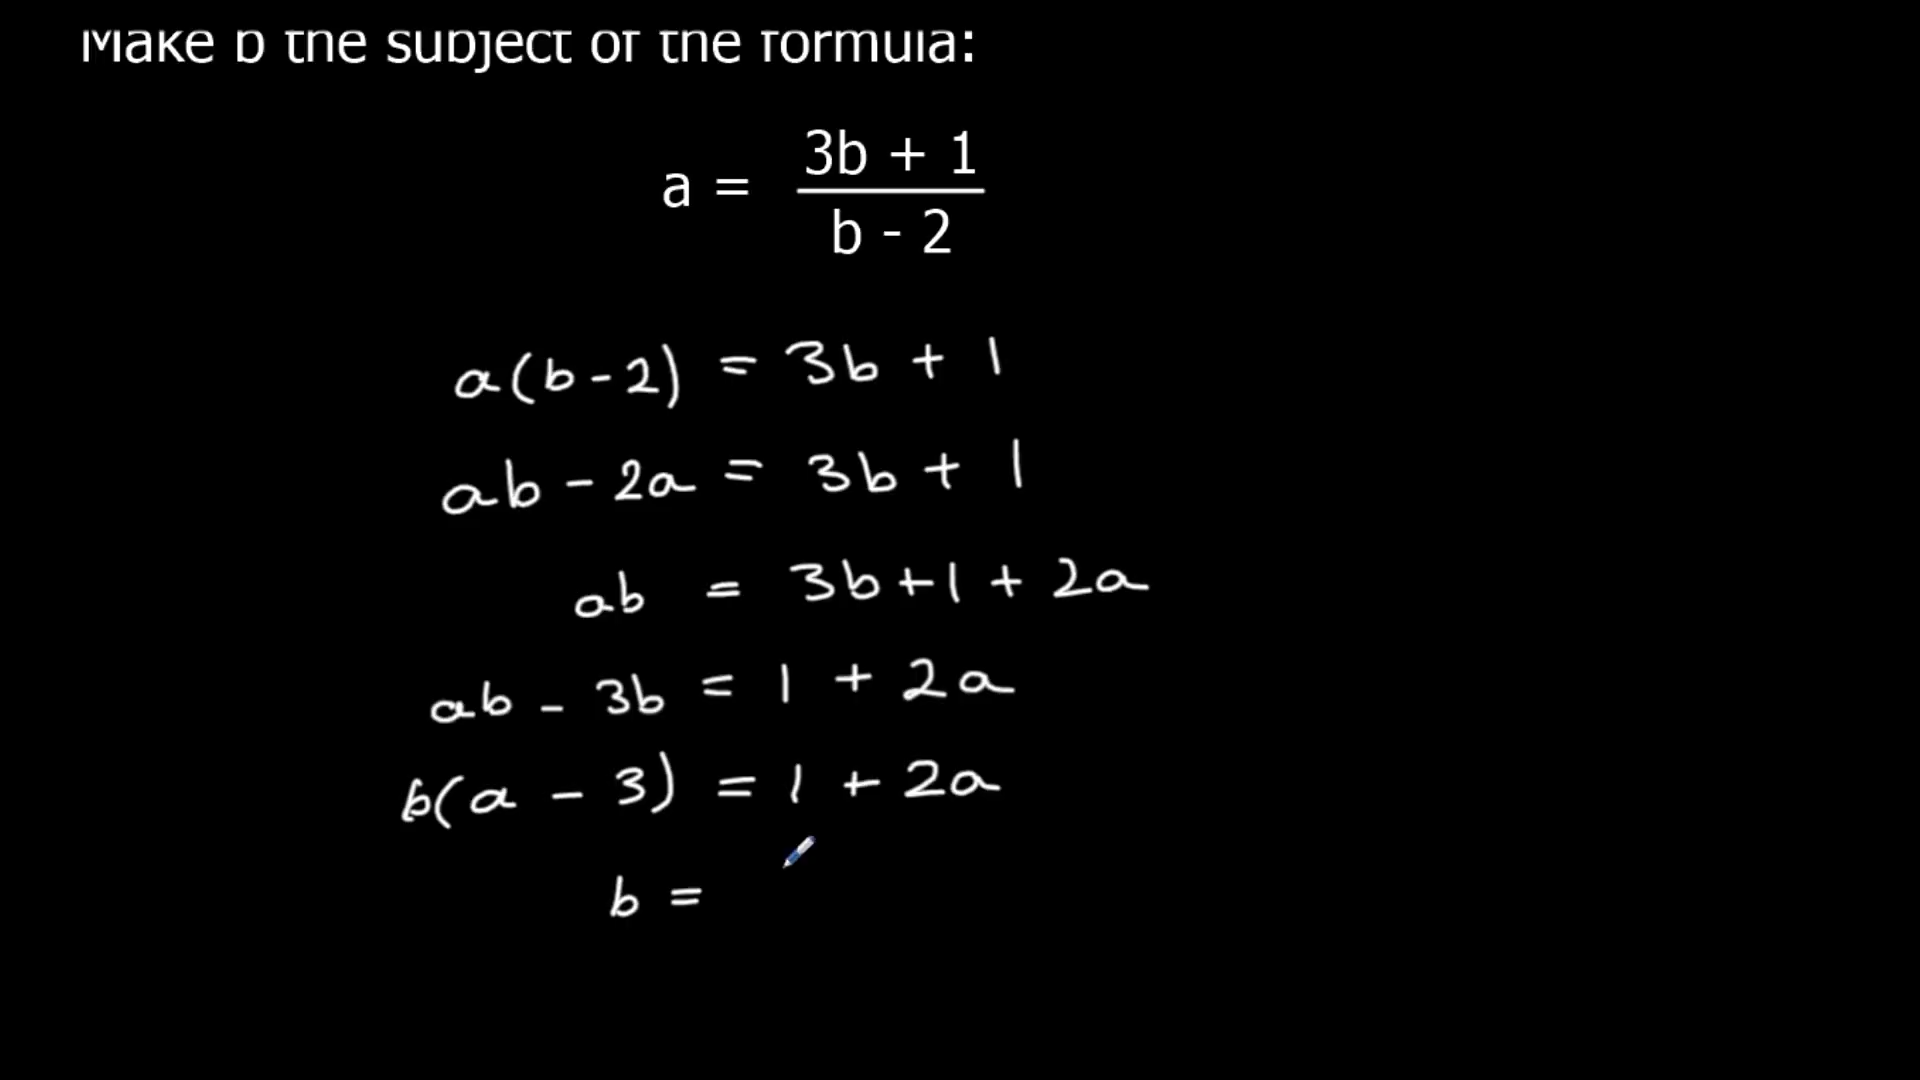 Make b the subject of the formula:
a = \frac{3b + 1}{b - 2}
a(b - 2) = 3b + 1
ab - 2a = 3b + 1
ab = 3b + 1 + 2a
ab - 3b = 1 + 2a
b(a - 3) = 1 + 2a
b =